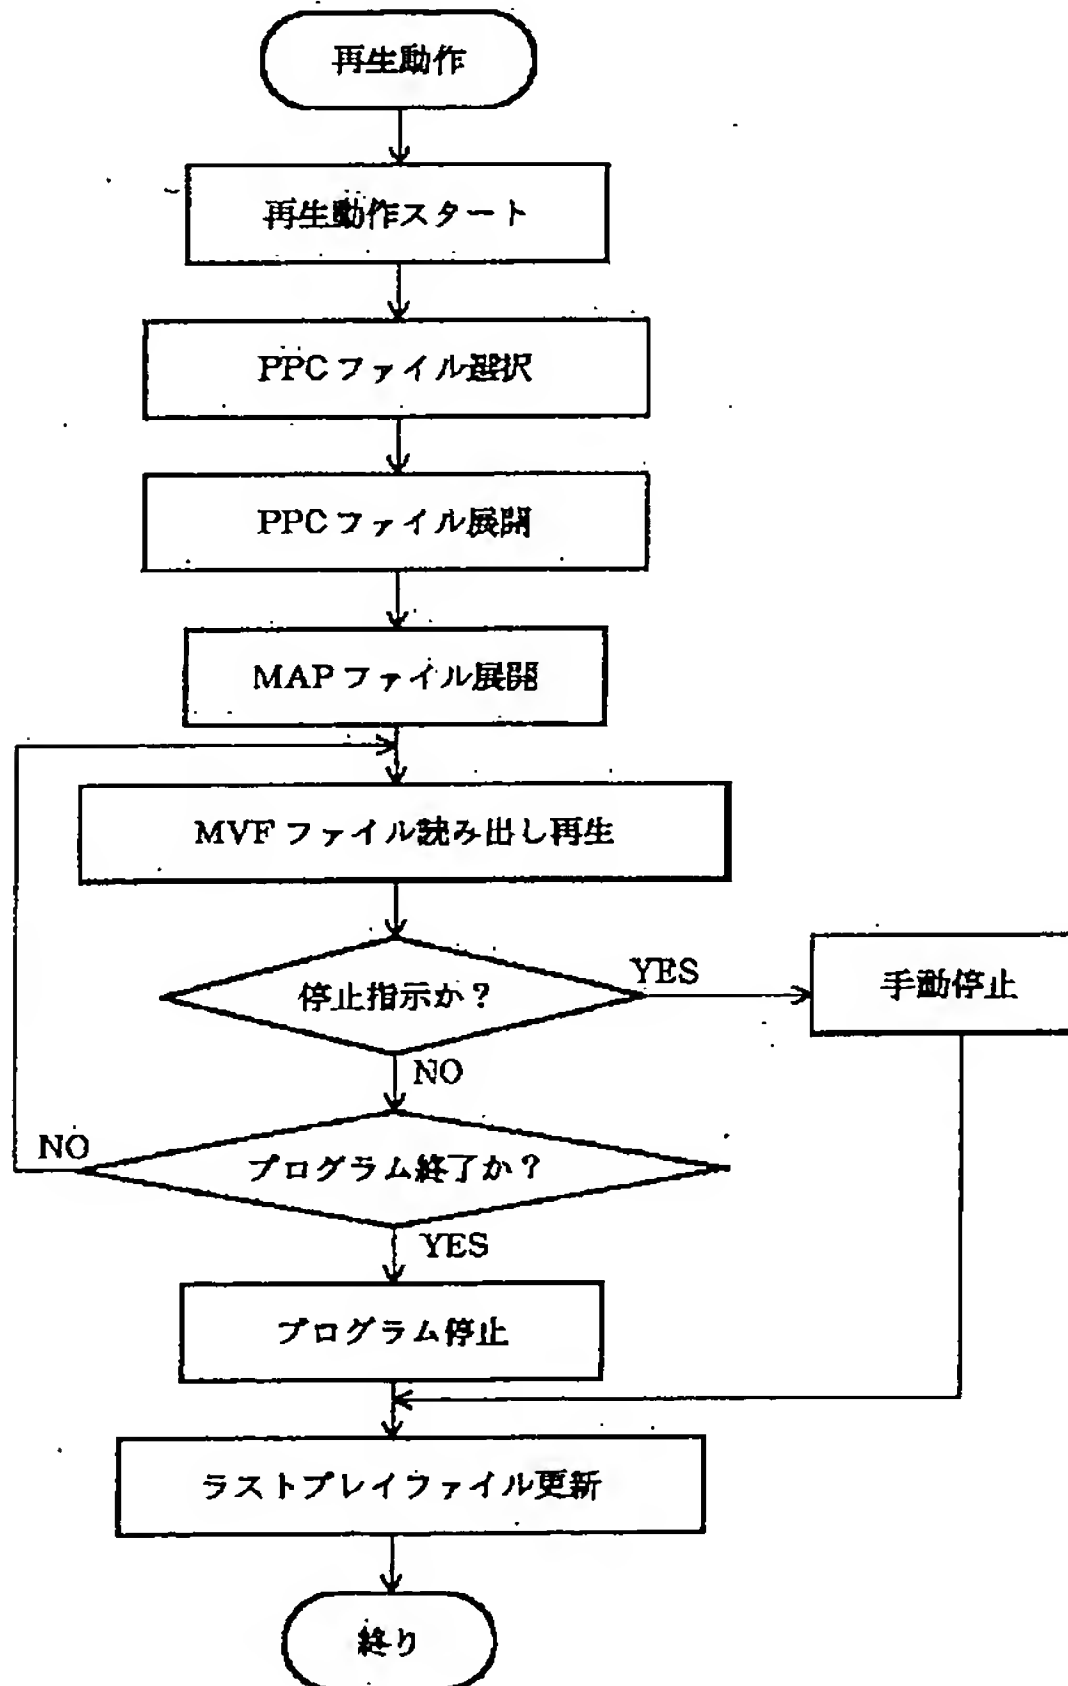 再生動作
再生動作スタート
PPCファイル選択
PPCファイル展開
MAPファイル展開
MVFファイル読み出し再生
停止指示か？
YES
手動停止
NO
NO
プログラム終了か？
YES
プログラム停止
ラストプレイファイル更新
終り